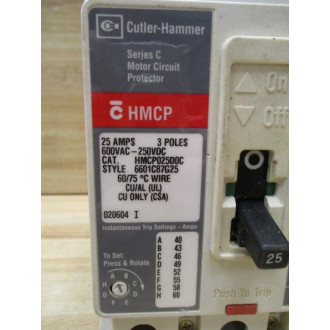 Cutler-Hammer
Series C
Motor Circuit
Protector
HMCP
On
Off
25 AMPS 3 POLES
600VAC-250VDC
CAT. HMCP025D0C
STYLE 6601C87G25
60/75 °C WIRE
CU/AL (UL)
CU ONLY (CSA)
020604 I
Instantaneous Trip Settings - Amps
To Set:
Press & Rotate
A 40
B 43
C 46
D 49
E 52
F 55
G 58
H 60
25
Push To Trip